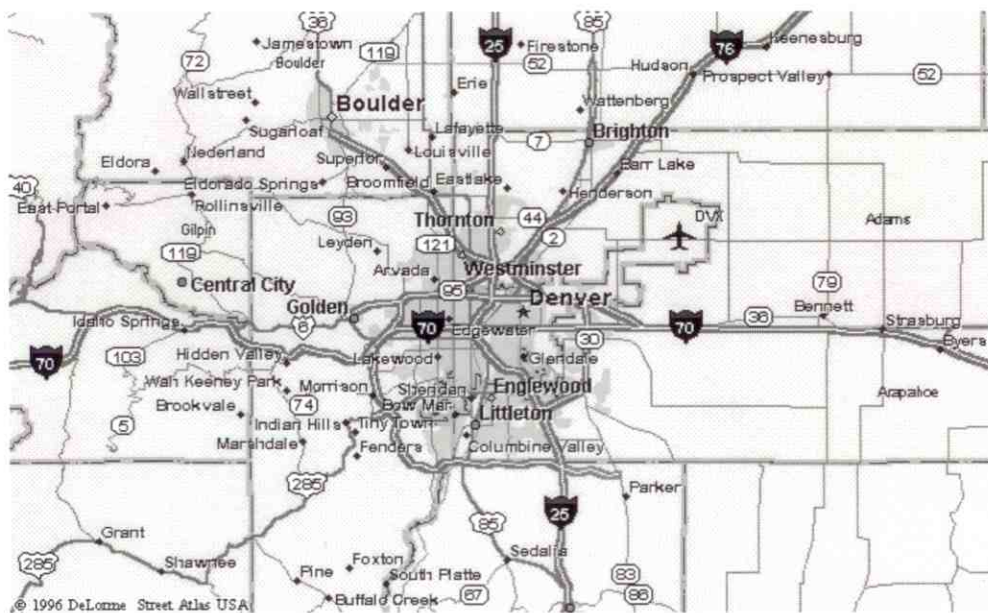 36
85
Jamestown
119
25
Firestone
76
Keenesburg
72
Boulder
52
Hudson
Prospect Valley
52
Erie
Wallstreet
Boulder
Wattenberg
Sugarloaf
Lafayette
7
Brighton
Nederland
Louisville
Eldora
Superior
Barr Lake
40
Eldorado Springs
Broomfield
Eastlake
Henderson
East Portal
Rollinsville
93
Thornton
44
DVX
Adams
Gilpin
2
Leyden
121
119
Arvada
Westminster
Central City
95
79
Golden
Denver
Bennett
36
Idaho Springs
6
70
Edgewater
70
Strasburg
103
Hidden Valley
Lakewood
Glendale
30
Byers
70
Wah Keeney Park
Morrison
Sheridan
Englewood
Arapahoe
Brookvale
74
Bow Mar
5
Indian Hills
Tiny Town
Littleton
Marshdale
Fenders
Columbine Valley
285
Parker
25
85
Grant
Foxton
Sedalia
285
Shawnee
Pine
South Platte
83
67
86
Buffalo Creek
© 1996 DeLorme Street Atlas USA